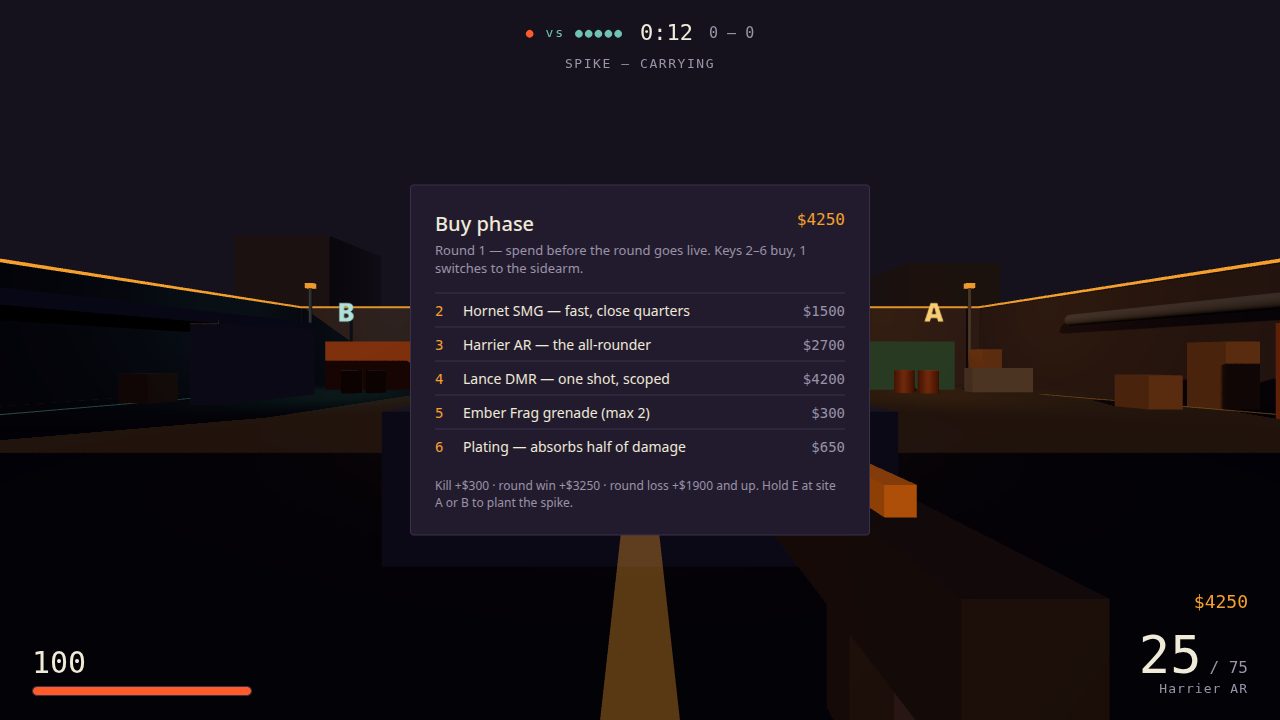 vs 0:12 0 – 0
SPIKE — CARRYING
Buy phase $4250
Round 1 — spend before the round goes live. Keys 2–6 buy, 1
switches to the sidearm.
B
A
2 Hornet SMG — fast, close quarters $1500
3 Harrier AR — the all-rounder $2700
4 Lance DMR — one shot, scoped $4200
5 Ember Frag grenade (max 2) $300
6 Plating — absorbs half of damage $650
Kill +$300 · round win +$3250 · round loss +$1900 and up. Hold E at site
A or B to plant the spike.
$4250
100
25 / 75
Harrier AR